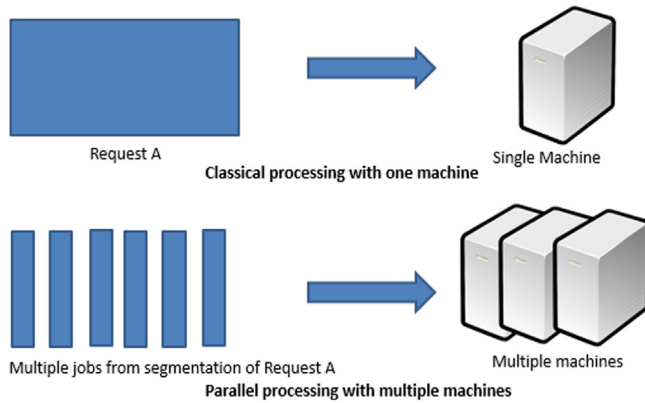 Request A
Single Machine
Classical processing with one machine
Multiple jobs from segmentation of Request A
Multiple machines
Parallel processing with multiple machines